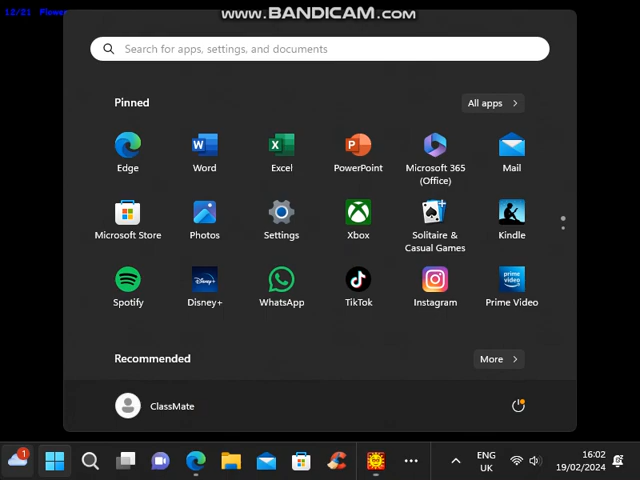 12/21
www.BANDICAM.com
Search for apps, settings, and documents
Pinned
All apps
Edge
Word
Excel
PowerPoint
Microsoft 365
(Office)
Mail
Microsoft Store
Photos
Settings
Xbox
Solitaire &
Casual Games
Kindle
Spotify
Disney+
WhatsApp
TikTok
Instagram
Prime Video
Recommended
More
ClassMate
1
ENG
UK
16:02
19/02/2024